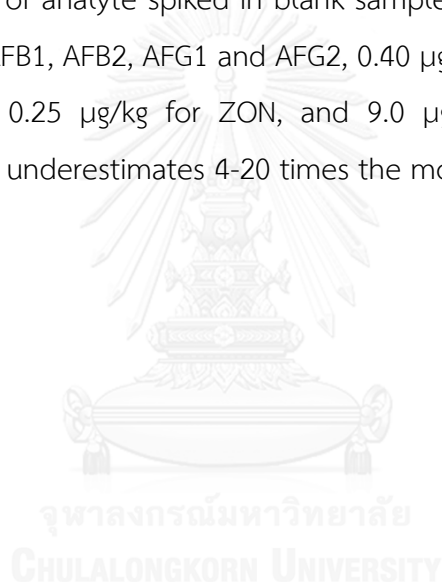 of analyte spiked in blank sample
AFB1, AFB2, AFG1 and AFG2, 0.40 µg
0.25 µg/kg for ZON, and 9.0 µg
underestimates 4-20 times the mo
จุฬาลงกรณ์มหาวิทยาลัย
CHULALONGKORN UNIVERSITY